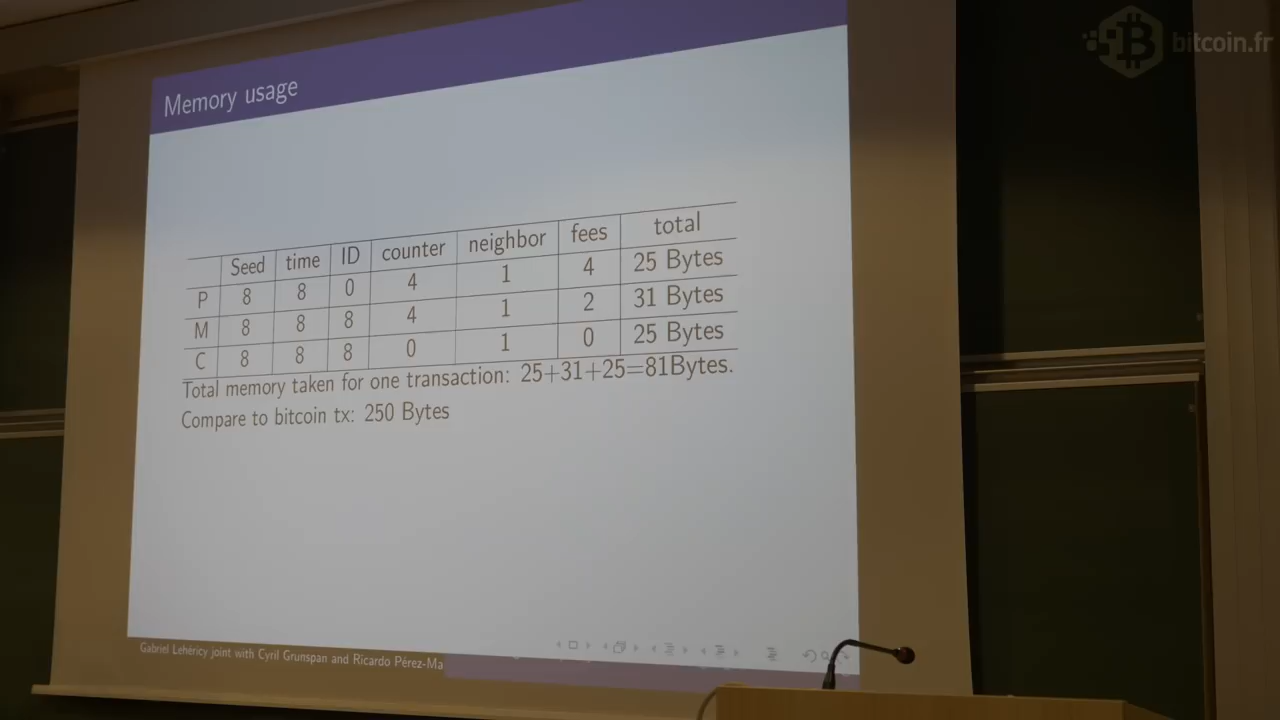 bitcoin.fr
Memory usage
Seed time ID counter neighbor fees total
P 8 8 0 4 1 4 25 Bytes
M 8 8 8 4 1 2 31 Bytes
C 8 8 8 0 1 0 25 Bytes
Total memory taken for one transaction: 25+31+25=81Bytes.
Compare to bitcoin tx: 250 Bytes
Gabriel Lehéricy joint with Cyril Grunspan and Ricardo Pérez-Ma